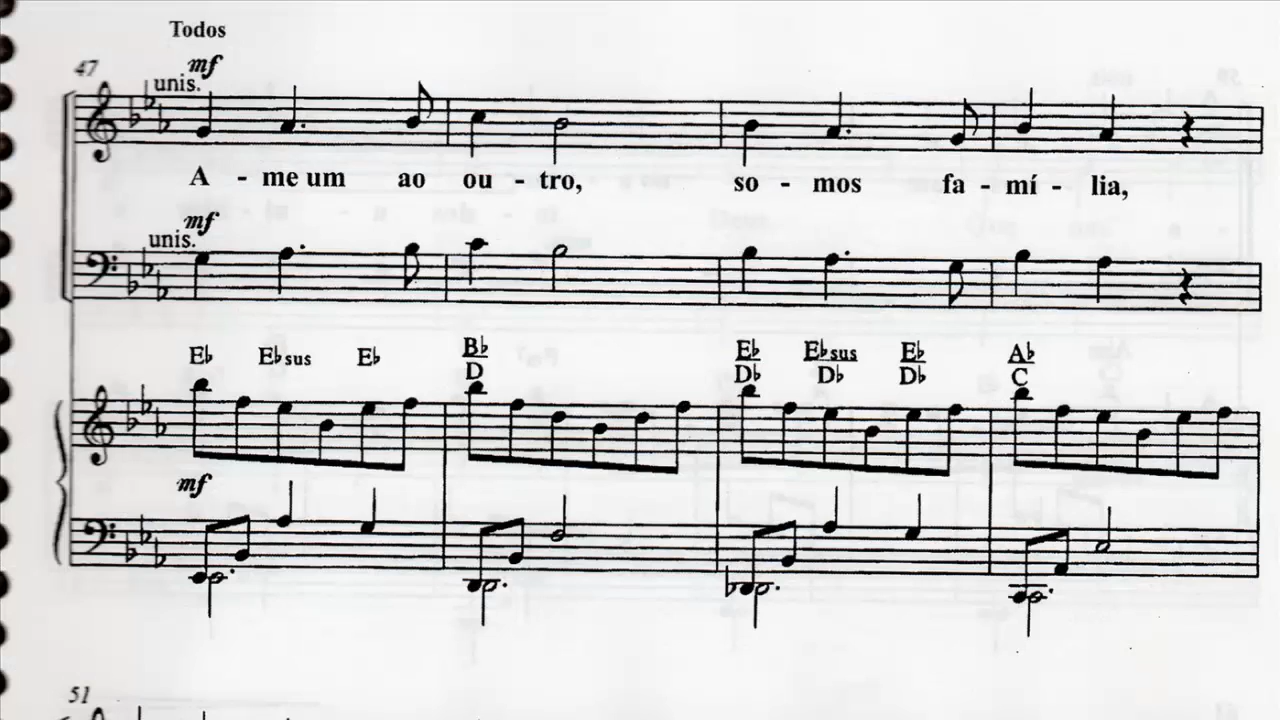 Todos
47
mf
unis.
A - me um ao ou - tro, so - mos fa - mí - lia,
mf
unis.
E♭ E♭sus E♭ B♭/D E♭/D♭ E♭sus/D♭ E♭/D♭ A♭/C
mf
51